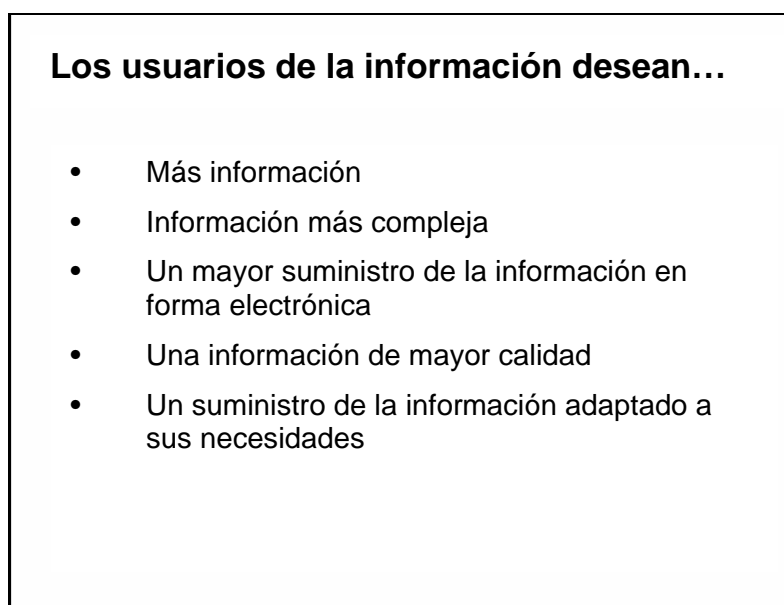 Los usuarios de la información desean…
• Más información
• Información más compleja
• Un mayor suministro de la información en
forma electrónica
• Una información de mayor calidad
• Un suministro de la información adaptado a
sus necesidades